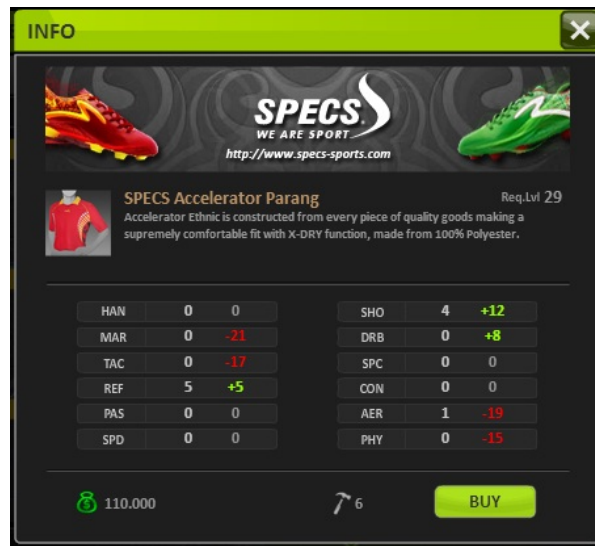 INFO
SPECS
WE ARE SPORT
http://www.specs-sports.com
SPECS Accelerator Parang Req.Lvl 29
Accelerator Ethnic is constructed from every piece of quality goods making a
supremely comfortable fit with X-DRY function, made from 100% Polyester.
HAN 0 0 SHO 4 +12
MAR 0 -21 DRB 0 +8
TAC 0 -17 SPC 0 0
REF 5 +5 CON 0 0
PAS 0 0 AER 1 -19
SPD 0 0 PHY 0 -15
110.000 6 BUY